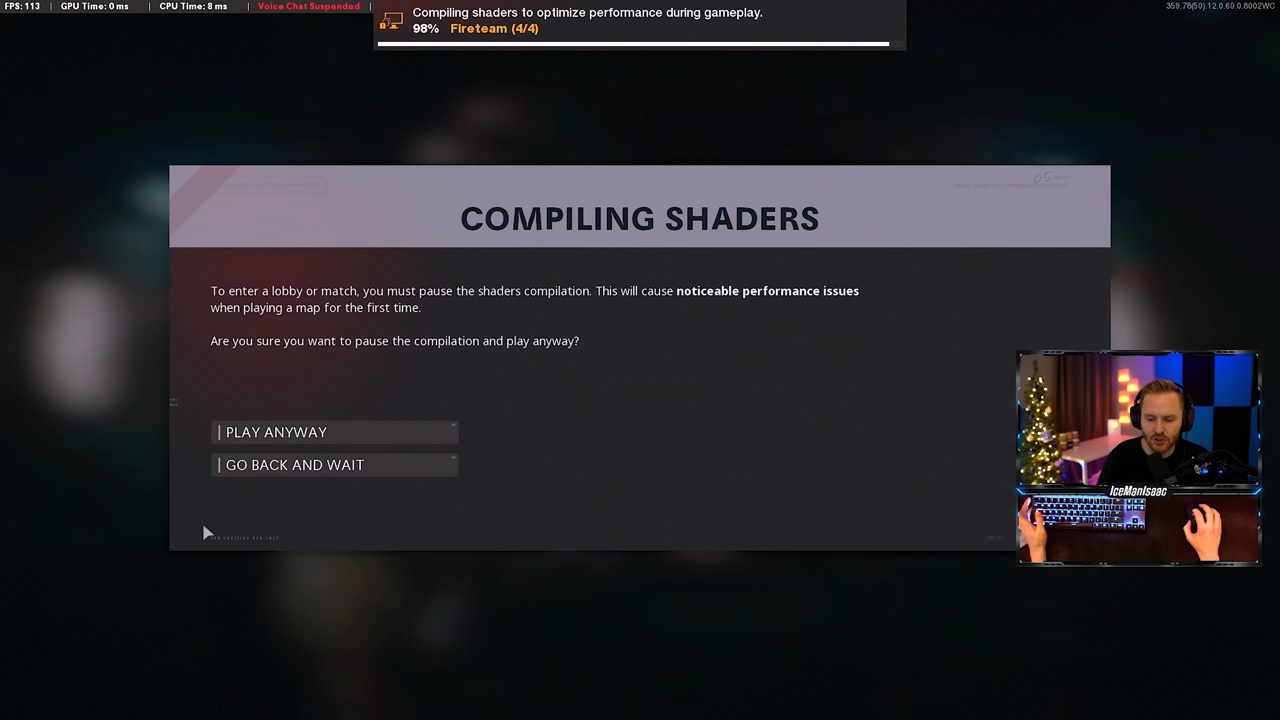 FPS: 113 | GPU Time: 0 ms | CPU Time: 8 ms | Voice Chat Suspended |
Compiling shaders to optimize performance during gameplay.
98% Fireteam (4/4)
COMPILING SHADERS
To enter a lobby or match, you must pause the shaders compilation. This will cause noticeable performance issues
when playing a map for the first time.
Are you sure you want to pause the compilation and play anyway?
PLAY ANYWAY
GO BACK AND WAIT
IceManIsaac